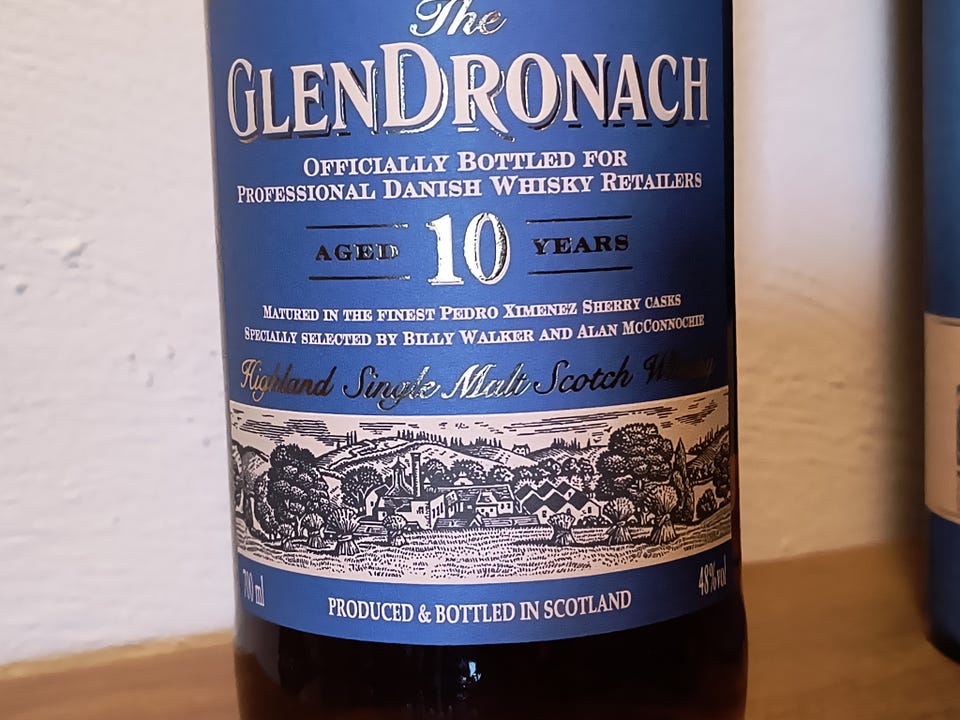 The
GLENDRONACH
OFFICIALLY BOTTLED FOR
PROFESSIONAL DANISH WHISKY RETAILERS
AGED 10 YEARS
MATURED IN THE FINEST PEDRO XIMENEZ SHERRY CASKS
SPECIALLY SELECTED BY BILLY WALKER AND ALAN MCCONNOCHIE
Highland Single Malt Scotch Whisky
700 ml
48%vol
PRODUCED & BOTTLED IN SCOTLAND